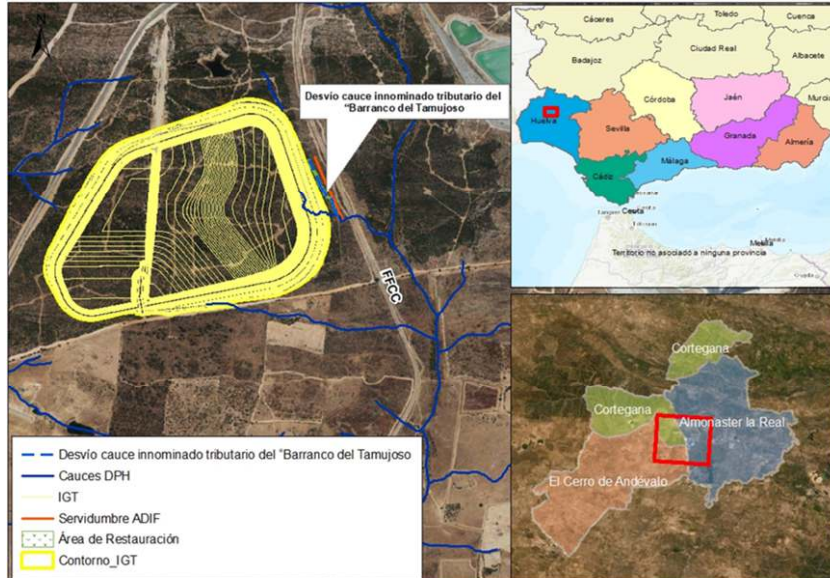 N
Desvío cauce innominado tributario del
"Barranco del Tamujoso
FFCC
Desvío cauce innominado tributario del "Barranco del Tamujoso
Cauces DPH
IGT
Servidumbre ADIF
Área de Restauración
Contorno_IGT
Cáceres
Toledo
Cuenca
Badajoz
Ciudad Real
Albacete
Córdoba
Jaén
Murcia
Huelva
Sevilla
Granada
Almería
Málaga
Cádiz
Ceuta
Melilla
Territorio no asociado a ninguna provincia
Cortegana
Cortegana
Almonaster la Real
El Cerro de Andévalo